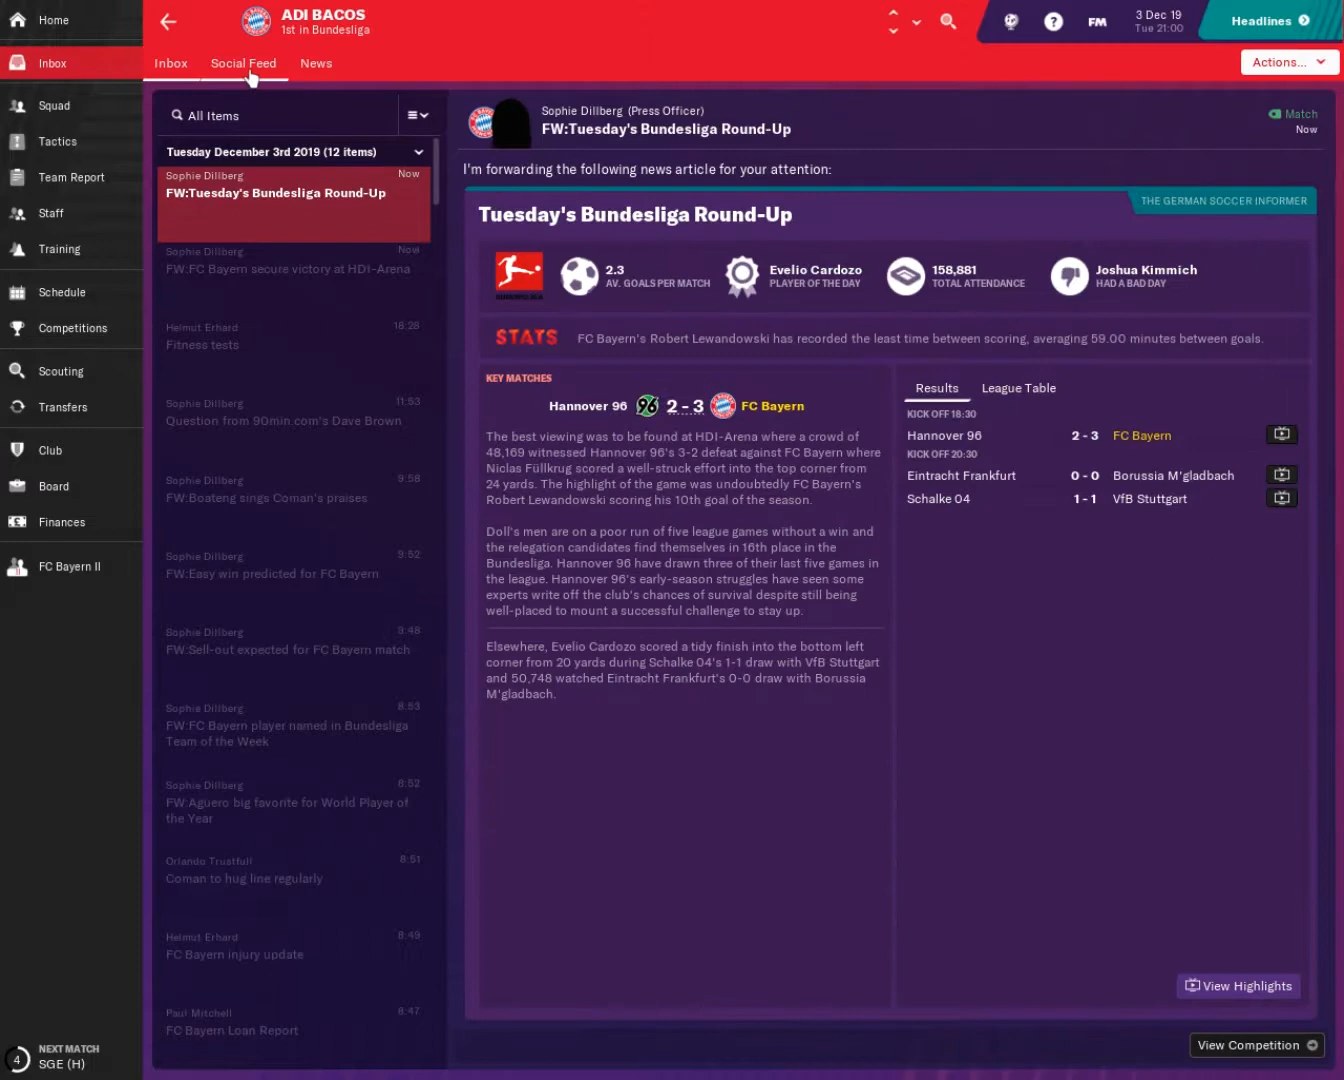 Home
Inbox
Squad
Tactics
Team Report
Staff
Training
Schedule
Competitions
Scouting
Transfers
Club
Board
Finances
FC Bayern II
4
NEXT MATCH
SGE (H)
ADI BACOS
1st in Bundesliga
FM
3 Dec 19
Tue 21:00
Headlines
Inbox
Social Feed
News
Actions...
All Items
Tuesday December 3rd 2019 (12 items)
Sophie Dillberg Now
FW:Tuesday's Bundesliga Round-Up
Sophie Dillberg Now
FW:FC Bayern secure victory at HDI-Arena
Helmut Erhard 18:28
Fitness tests
Sophie Dillberg 11:53
Question from 90min.com's Dave Brown
Sophie Dillberg 9:58
FW:Boateng sings Coman's praises
Sophie Dillberg 9:52
FW:Easy win predicted for FC Bayern
Sophie Dillberg 9:48
FW:Sell-out expected for FC Bayern match
Sophie Dillberg 8:53
FW:FC Bayern player named in Bundesliga
Team of the Week
Sophie Dillberg 8:52
FW:Aguero big favorite for World Player of
the Year
Orlando Trustfull 8:51
Coman to hug line regularly
Helmut Erhard 8:49
FC Bayern injury update
Paul Mitchell 8:47
FC Bayern Loan Report
Sophie Dillberg (Press Officer)
FW:Tuesday's Bundesliga Round-Up
Match
Now
I'm forwarding the following news article for your attention:
Tuesday's Bundesliga Round-Up
THE GERMAN SOCCER INFORMER
BUNDESLIGA
2.3
AV. GOALS PER MATCH
Evelio Cardozo
PLAYER OF THE DAY
158,881
TOTAL ATTENDANCE
Joshua Kimmich
HAD A BAD DAY
STATS
FC Bayern's Robert Lewandowski has recorded the least time between scoring, averaging 59.00 minutes between goals.
KEY MATCHES
Hannover 96 96 2 - 3 FC Bayern
The best viewing was to be found at HDI-Arena where a crowd of
48,169 witnessed Hannover 96's 3-2 defeat against FC Bayern where
Niclas Füllkrug scored a well-struck effort into the top corner from
24 yards. The highlight of the game was undoubtedly FC Bayern's
Robert Lewandowski scoring his 10th goal of the season.
Doll's men are on a poor run of five league games without a win and
the relegation candidates find themselves in 16th place in the
Bundesliga. Hannover 96 have drawn three of their last five games in
the league. Hannover 96's early-season struggles have seen some
experts write off the club's chances of survival despite still being
well-placed to mount a successful challenge to stay up.
Elsewhere, Evelio Cardozo scored a tidy finish into the bottom left
corner from 20 yards during Schalke 04's 1-1 draw with VfB Stuttgart
and 50,748 watched Eintracht Frankfurt's 0-0 draw with Borussia
M'gladbach.
Results League Table
KICK OFF 18:30
Hannover 96 2 - 3 FC Bayern
KICK OFF 20:30
Eintracht Frankfurt 0 - 0 Borussia M'gladbach
Schalke 04 1 - 1 VfB Stuttgart
View Highlights
View Competition